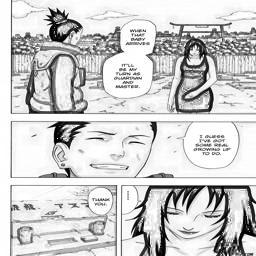 WHEN
THAT
BABY
ARRIVES
IT'LL
BE MY
TURN AS
GUARDIAN
AND
MASTER.
I GUESS
I'VE GOT
SOME REAL
GROWING UP
TO DO.
THANK
YOU.